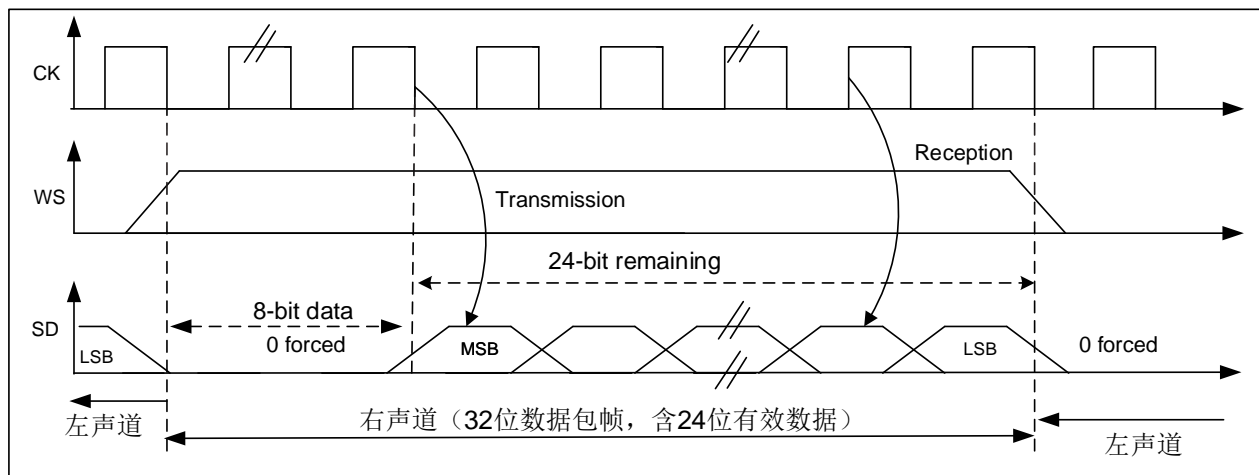 CK
WS
Reception
Transmission
24-bit remaining
SD
8-bit data
0 forced
LSB
MSB
LSB
0 forced
左声道
右声道（32位数据包帧，含24位有效数据）
左声道